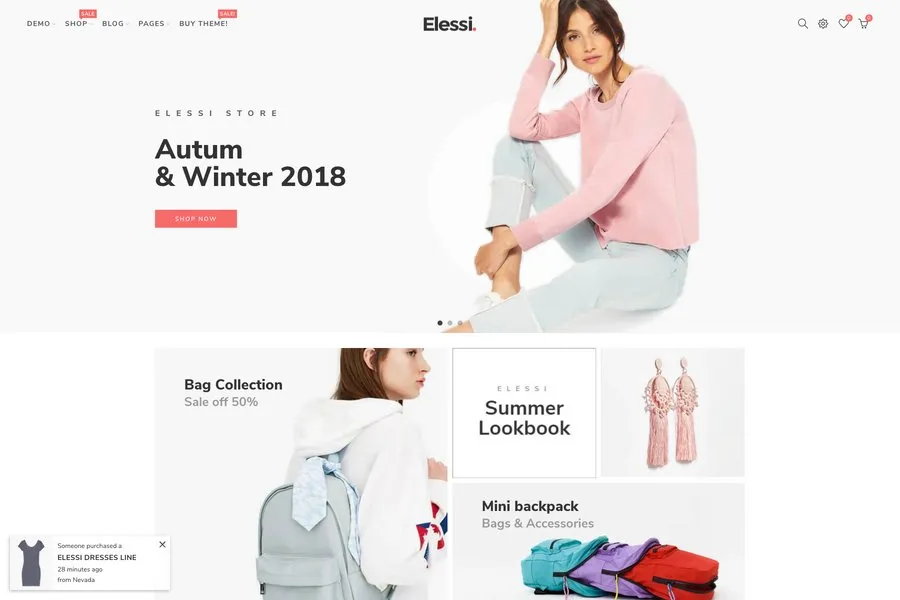 DEMO
SHOP
SALE
BLOG
PAGES
BUY THEME!
SALE!
Elessi.
0
0
ELESSI STORE
Autum
& Winter 2018
SHOP NOW
Bag Collection
Sale off 50%
ELESSI
Summer
Lookbook
Mini backpack
Bags & Accessories
Someone purchased a
ELESSI DRESSES LINE
28 minutes ago
from Nevada